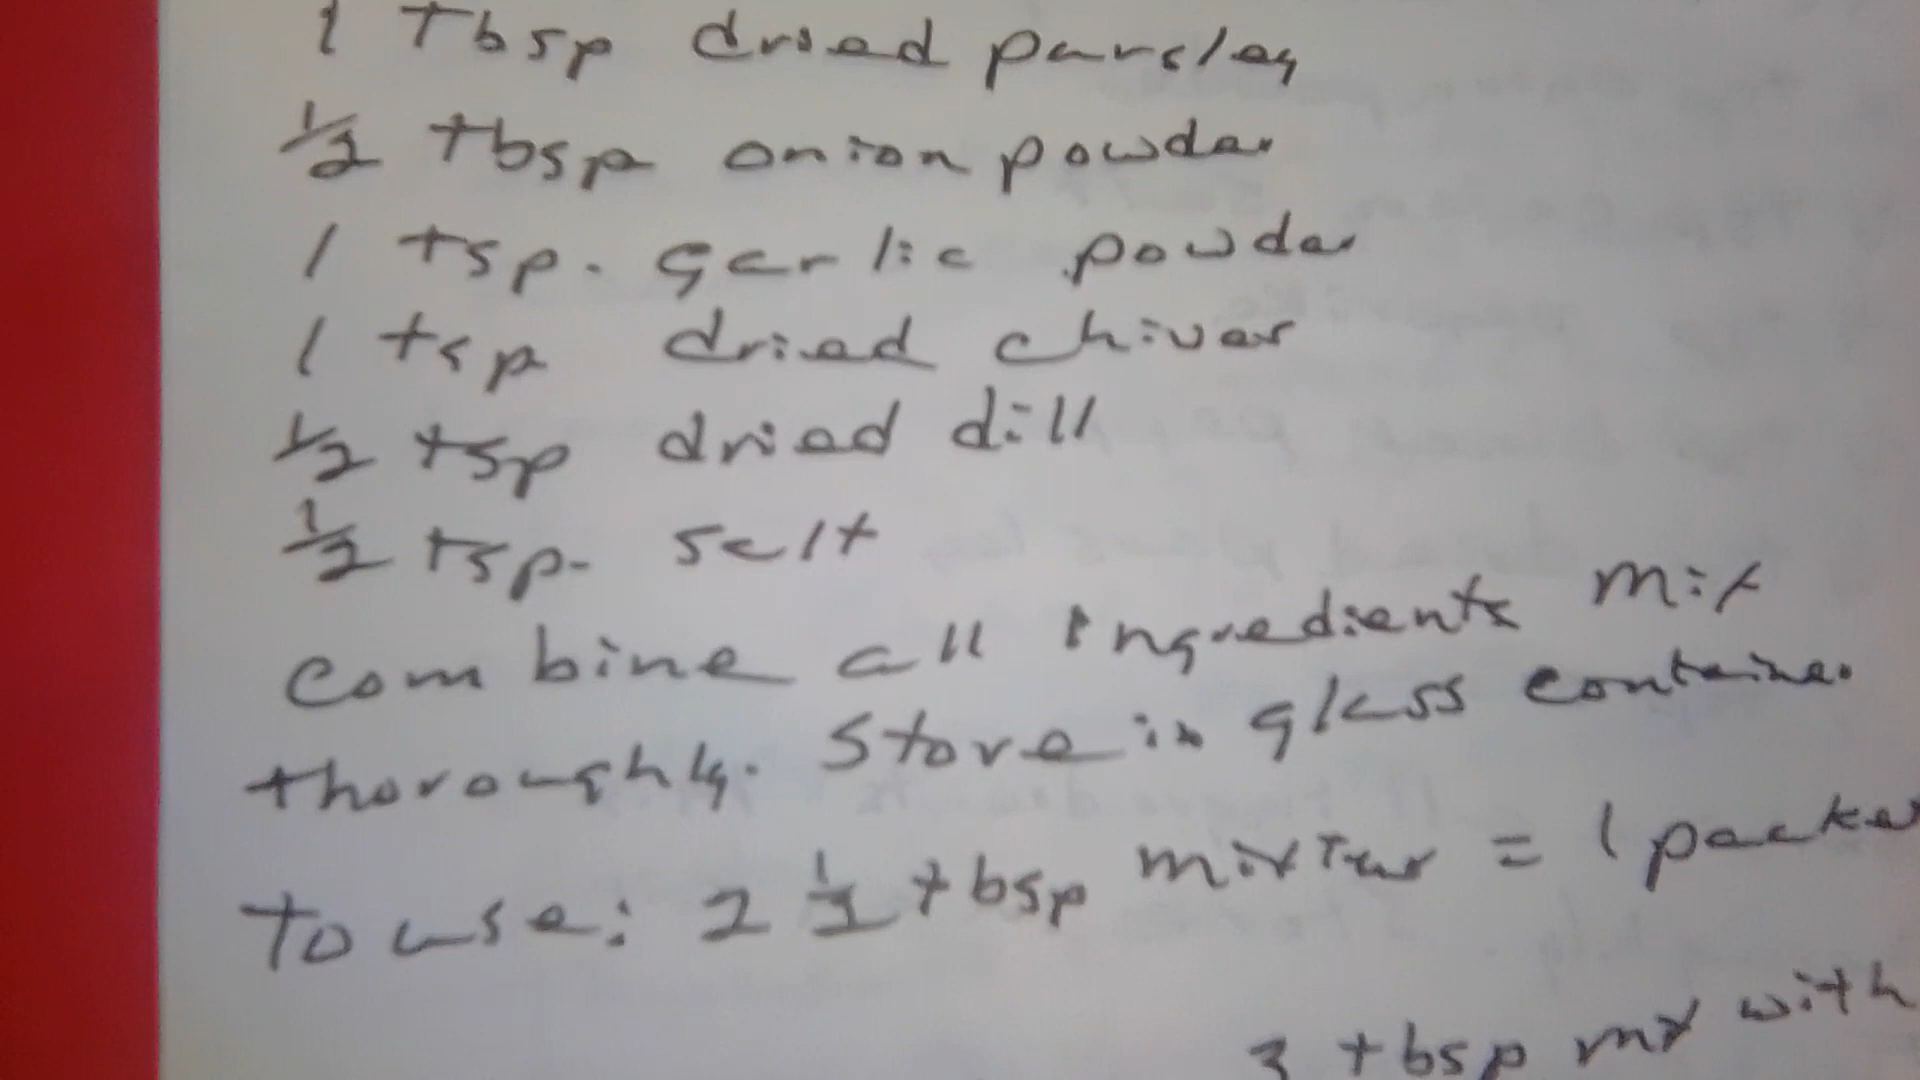 1 Tbsp dried parsley
1/2 tbsp onion powder
1 tsp. garlic powder
1 tsp dried chives
1/2 tsp dried dill
1/2 tsp. salt
combine all Ingredients mix
thoroughly. Store in glass container
To use: 2 1/2 tbsp mixture = 1 packet
3 tbsp mix with